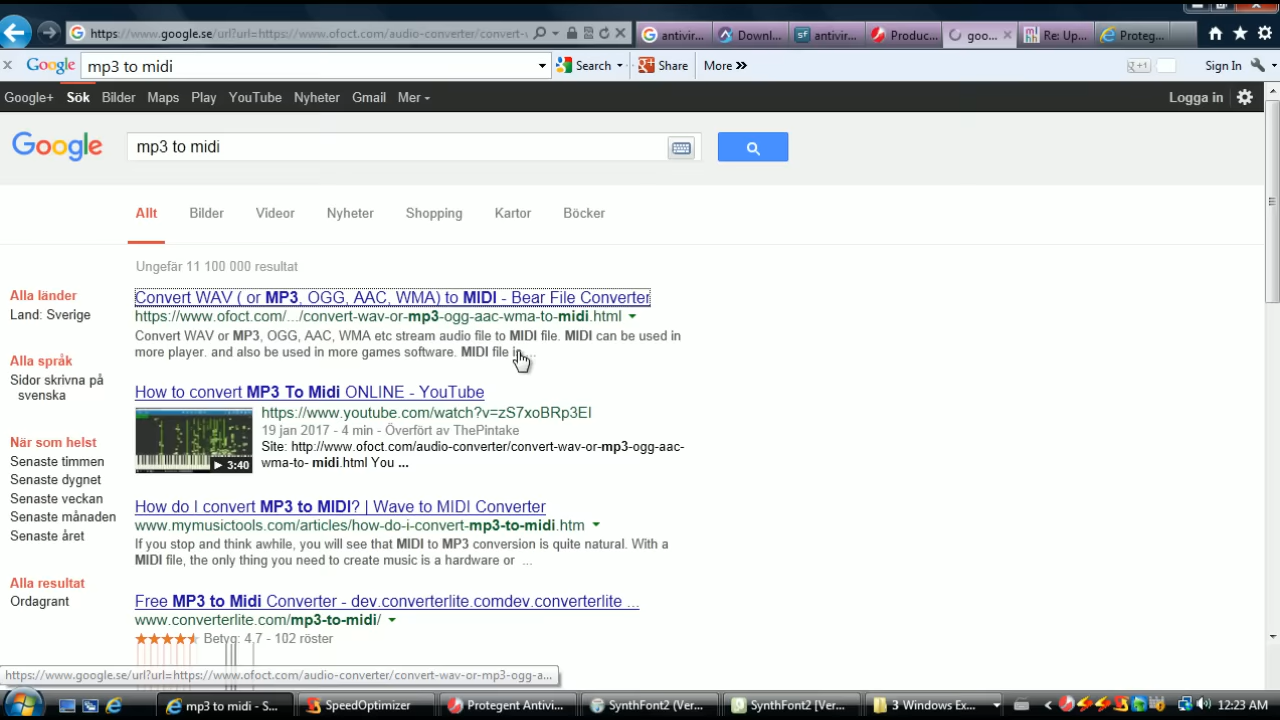 https://www.google.se/url?url=https://www.ofoct.com/audio-converter/convert-
antivir...
Downl...
antivir...
Produc...
goo...
Re: Up...
Proteg...
Google
mp3 to midi
Search
Share
More »
+1
Sign In
Google+ Sök Bilder Maps Play YouTube Nyheter Gmail Mer
Logga in
Google
mp3 to midi
Allt Bilder Videor Nyheter Shopping Kartor Böcker
Ungefär 11 100 000 resultat
Alla länder
Land: Sverige
Alla språk
Sidor skrivna på
svenska
När som helst
Senaste timmen
Senaste dygnet
Senaste veckan
Senaste månaden
Senaste året
Alla resultat
Ordagrant
Convert WAV ( or MP3, OGG, AAC, WMA) to MIDI - Bear File Converter
https://www.ofoct.com/.../convert-wav-or-mp3-ogg-aac-wma-to-midi.html
Convert WAV or MP3, OGG, AAC, WMA etc stream audio file to MIDI file. MIDI can be used in
more player. and also be used in more games software. MIDI file ...
How to convert MP3 To Midi ONLINE - YouTube
https://www.youtube.com/watch?v=zS7xoBRp3EI
19 jan 2017 - 4 min - Överfört av ThePintake
Site: http://www.ofoct.com/audio-converter/convert-wav-or-mp3-ogg-aac-
wma-to- midi.html You ...
3:40
How do I convert MP3 to MIDI? | Wave to MIDI Converter
www.mymusictools.com/articles/how-do-i-convert-mp3-to-midi.htm
If you stop and think awhile, you will see that MIDI to MP3 conversion is quite natural. With a
MIDI file, the only thing you need to create music is a hardware or ...
Free MP3 to Midi Converter - dev.converterlite.comdev.converterlite ...
www.converterlite.com/mp3-to-midi/
Betyg: 4,7 - 102 röster
https://www.google.se/url?url=https://www.ofoct.com/audio-converter/convert-wav-or-mp3-ogg-a...
mp3 to midi - S...
SpeedOptimizer
Protegent Antivi...
SynthFont2 (Ver...
SynthFont2 [Ver...
3 Windows Ex...
12:23 AM